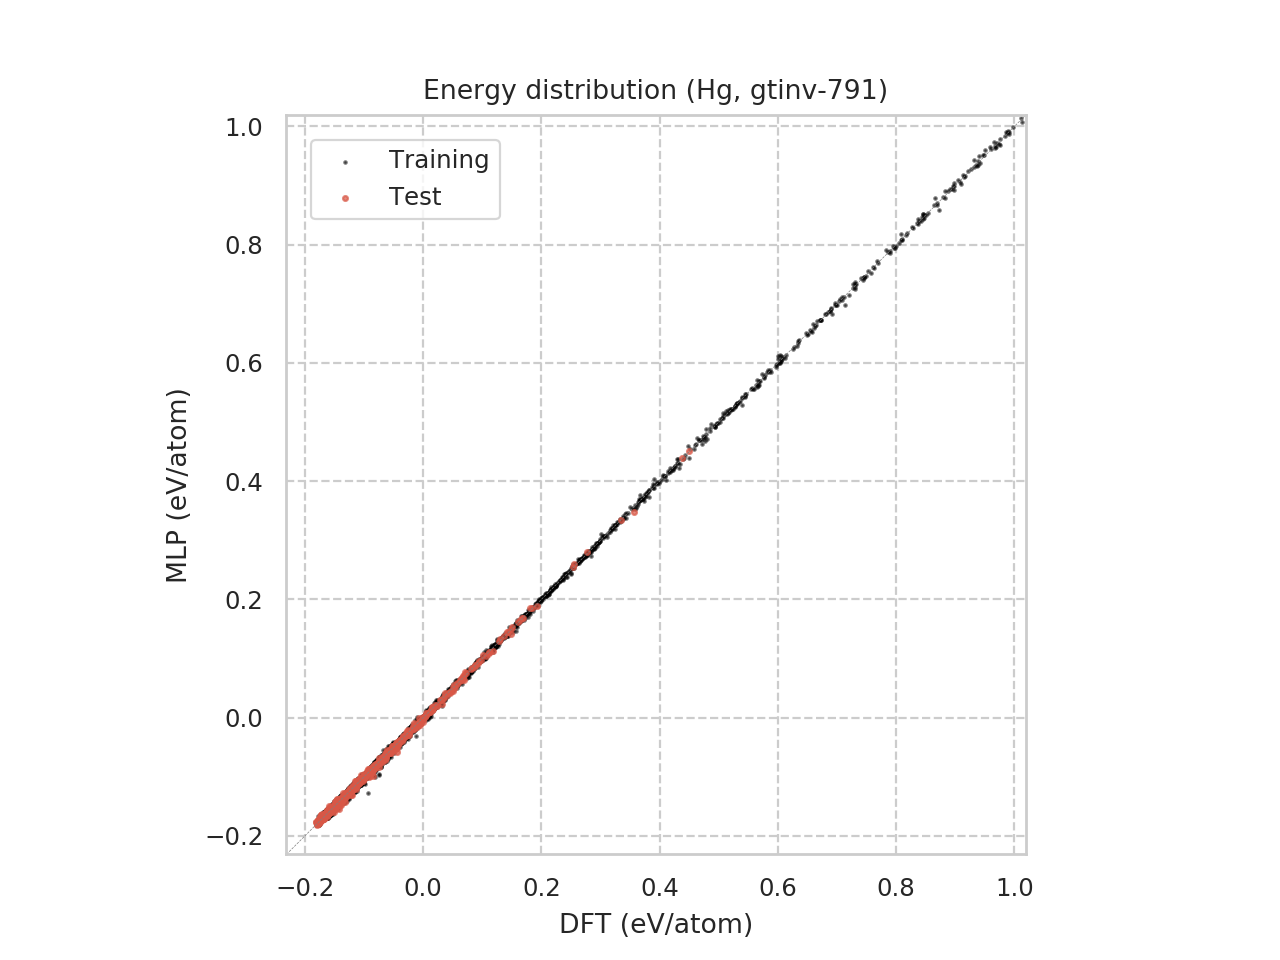 Energy distribution (Hg, gtinv-791)
Training
Test
1.0
0.8
0.6
0.4
0.2
0.0
−0.2
MLP (eV/atom)
−0.2 0.0 0.2 0.4 0.6 0.8 1.0
DFT (eV/atom)